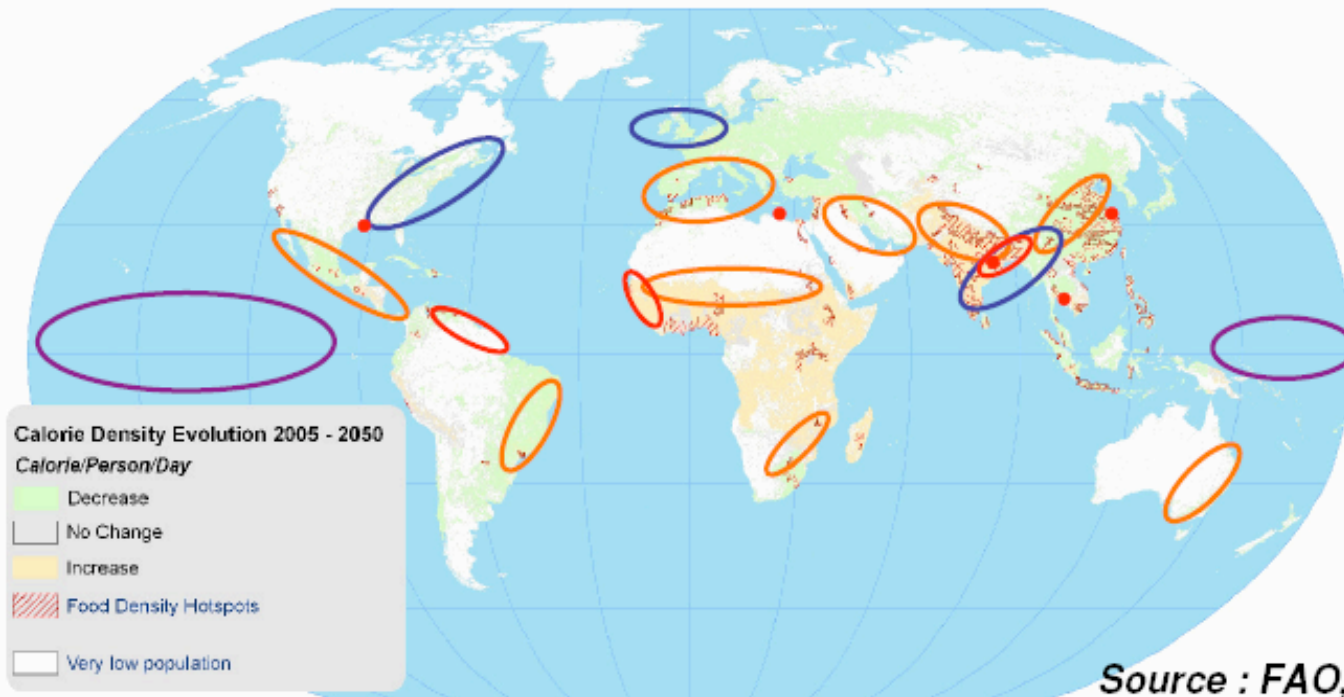 Calorie Density Evolution 2005 - 2050
Calorie/Person/Day
Decrease
No Change
Increase
Food Density Hotspots
Very low population
Source : FAO